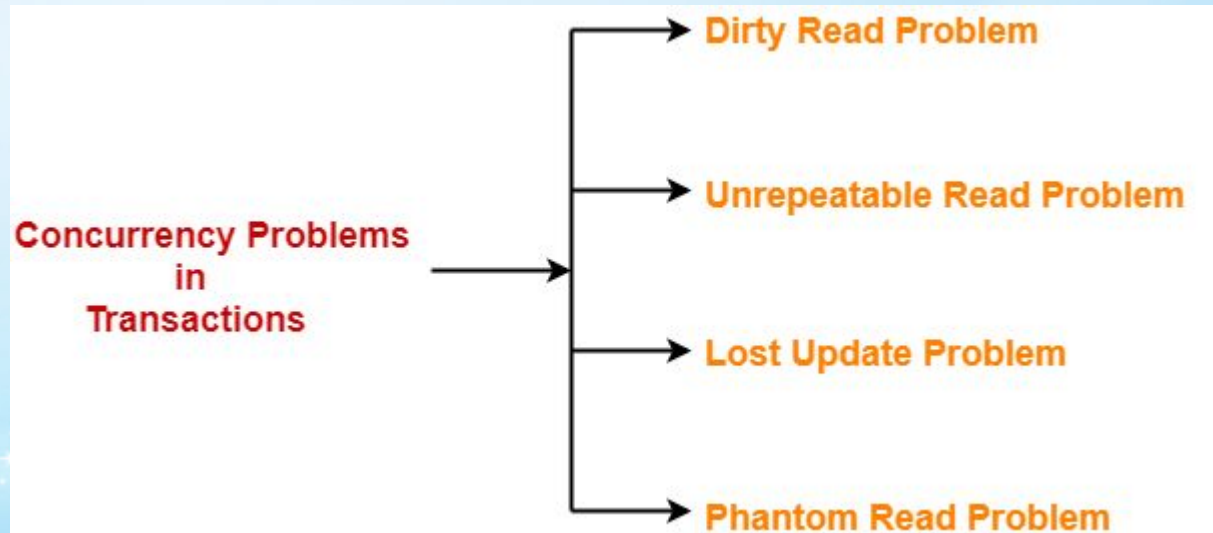 Concurrency Problems
in
Transactions
Dirty Read Problem
Unrepeatable Read Problem
Lost Update Problem
Phantom Read Problem